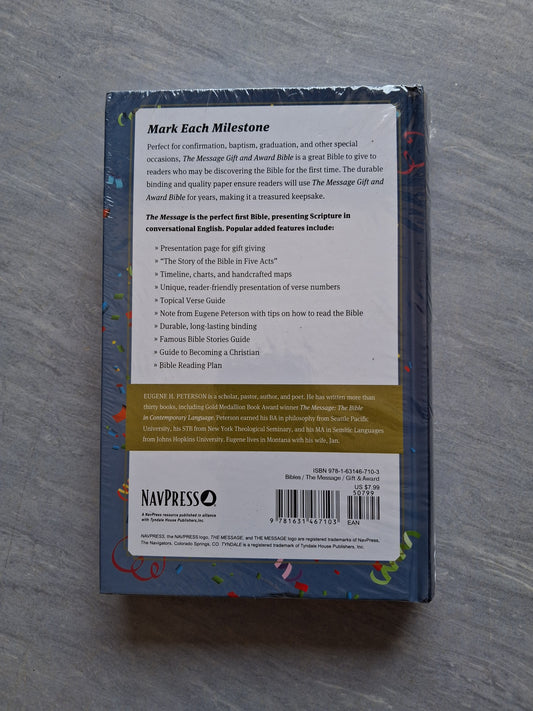 Mark Each Milestone
Perfect for confirmation, baptism, graduation, and other special
occasions, The Message Gift and Award Bible is a great Bible to give to
readers who may be discovering the Bible for the first time. The durable
binding and quality paper ensure readers will use The Message Gift and
Award Bible for years, making it a treasured keepsake.
The Message is the perfect first Bible, presenting Scripture in
conversational English. Popular added features include:
» Presentation page for gift giving
» “The Story of the Bible in Five Acts”
» Timeline, charts, and handcrafted maps
» Unique, reader-friendly presentation of verse numbers
» Topical Verse Guide
» Note from Eugene Peterson with tips on how to read the Bible
» Durable, long-lasting binding
» Famous Bible Stories Guide
» Guide to Becoming a Christian
» Bible Reading Plan
EUGENE H. PETERSON is a scholar, pastor, author, and poet. He has written more than
thirty books, including Gold Medallion Book Award winner The Message: The Bible
in Contemporary Language. Peterson earned his BA in philosophy from Seattle Pacific
University, his STB from New York Theological Seminary, and his MA in Semitic Languages
from Johns Hopkins University. Eugene lives in Montana with his wife, Jan.
ISBN 978-1-63146-710-3
Bibles / The Message / Gift & Award
US $7.99
50799
9 781631 467103
EAN
NAVPRESS
A NavPress resource published in alliance
with Tyndale House Publishers, Inc.
NAVPRESS, the NAVPRESS logo, THE MESSAGE, and THE MESSAGE logo are registered trademarks of NavPress,
The Navigators, Colorado Springs, CO. TYNDALE is a registered trademark of Tyndale House Publishers, Inc.